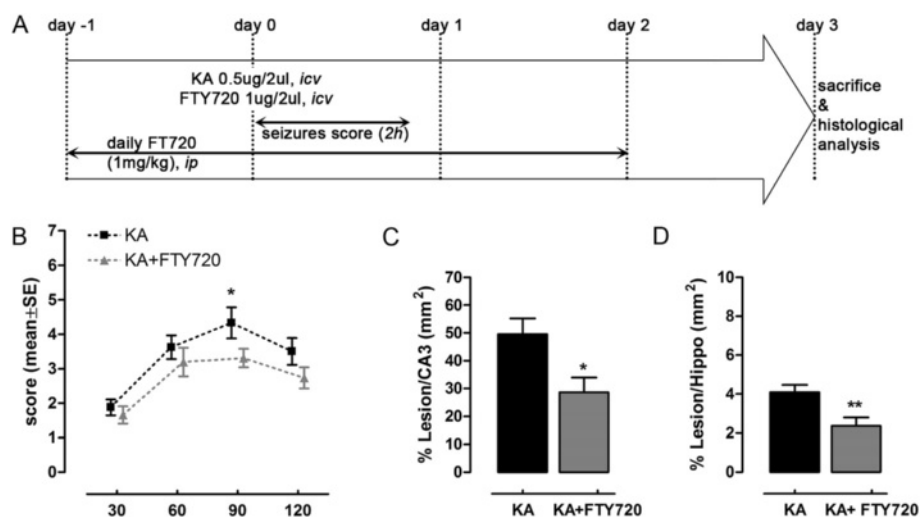 A
day -1
day 0
day 1
day 2
day 3
KA 0.5ug/2ul, icv
FTY720 1ug/2ul, icv
seizures score (2h)
daily FT720
(1mg/kg), ip
sacrifice
&
histological
analysis
B
KA
KA+FTY720
score (mean±SE)
7
6
5
4
3
2
1
0
*
30
60
90
120
C
% Lesion/CA3 (mm²)
70
60
50
40
30
20
10
0
*
KA
KA+FTY720
D
% Lesion/Hippo (mm²)
10
8
6
4
2
0
**
KA
KA+ FTY720